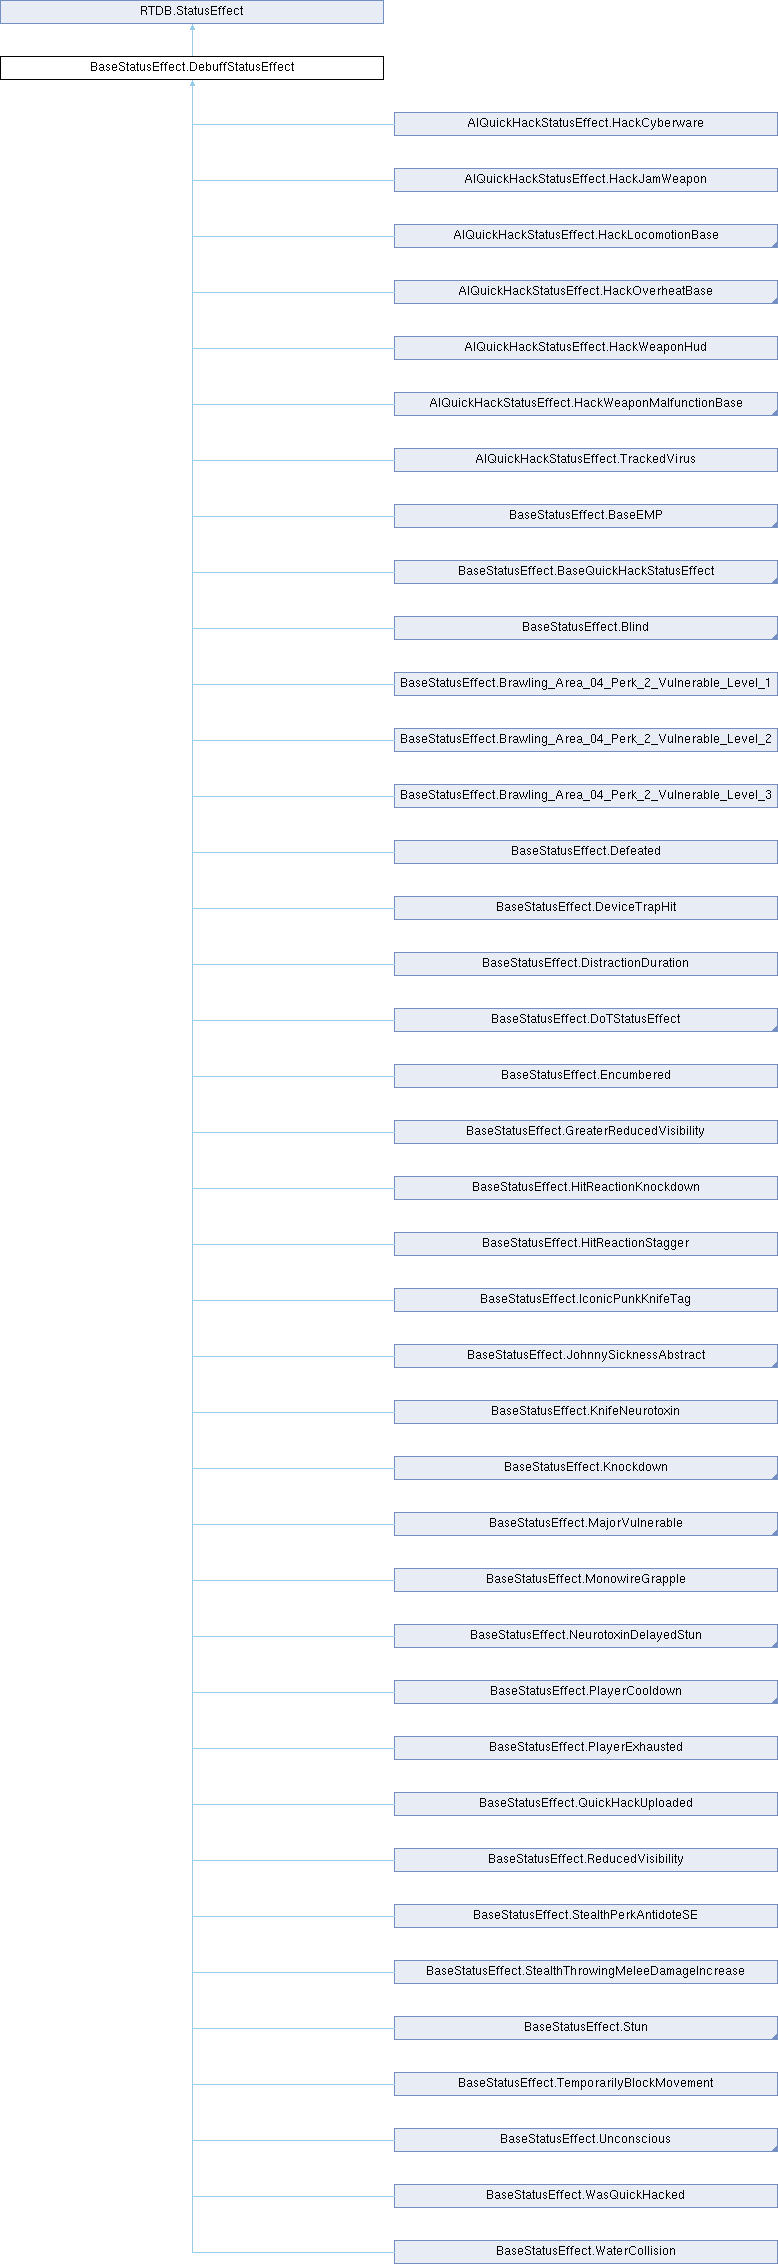 RTDB.StatusEffect
BaseStatusEffect.DebuffStatusEffect
AIQuickHackStatusEffect.HackCyberware
AIQuickHackStatusEffect.HackJamWeapon
AIQuickHackStatusEffect.HackLocomotionBase
AIQuickHackStatusEffect.HackOverheatBase
AIQuickHackStatusEffect.HackWeaponHud
AIQuickHackStatusEffect.HackWeaponMalfunctionBase
AIQuickHackStatusEffect.TrackedVirus
BaseStatusEffect.BaseEMP
BaseStatusEffect.BaseQuickHackStatusEffect
BaseStatusEffect.Blind
BaseStatusEffect.Brawling_Area_04_Perk_2_Vulnerable_Level_1
BaseStatusEffect.Brawling_Area_04_Perk_2_Vulnerable_Level_2
BaseStatusEffect.Brawling_Area_04_Perk_2_Vulnerable_Level_3
BaseStatusEffect.Defeated
BaseStatusEffect.DeviceTrapHit
BaseStatusEffect.DistractionDuration
BaseStatusEffect.DoTStatusEffect
BaseStatusEffect.Encumbered
BaseStatusEffect.GreaterReducedVisibility
BaseStatusEffect.HitReactionKnockdown
BaseStatusEffect.HitReactionStagger
BaseStatusEffect.IconicPunkKnifeTag
BaseStatusEffect.JohnnySicknessAbstract
BaseStatusEffect.KnifeNeurotoxin
BaseStatusEffect.Knockdown
BaseStatusEffect.MajorVulnerable
BaseStatusEffect.MonowireGrapple
BaseStatusEffect.NeurotoxinDelayedStun
BaseStatusEffect.PlayerCooldown
BaseStatusEffect.PlayerExhausted
BaseStatusEffect.QuickHackUploaded
BaseStatusEffect.ReducedVisibility
BaseStatusEffect.StealthPerkAntidoteSE
BaseStatusEffect.StealthThrowingMeleeDamageIncrease
BaseStatusEffect.Stun
BaseStatusEffect.TemporarilyBlockMovement
BaseStatusEffect.Unconscious
BaseStatusEffect.WasQuickHacked
BaseStatusEffect.WaterCollision